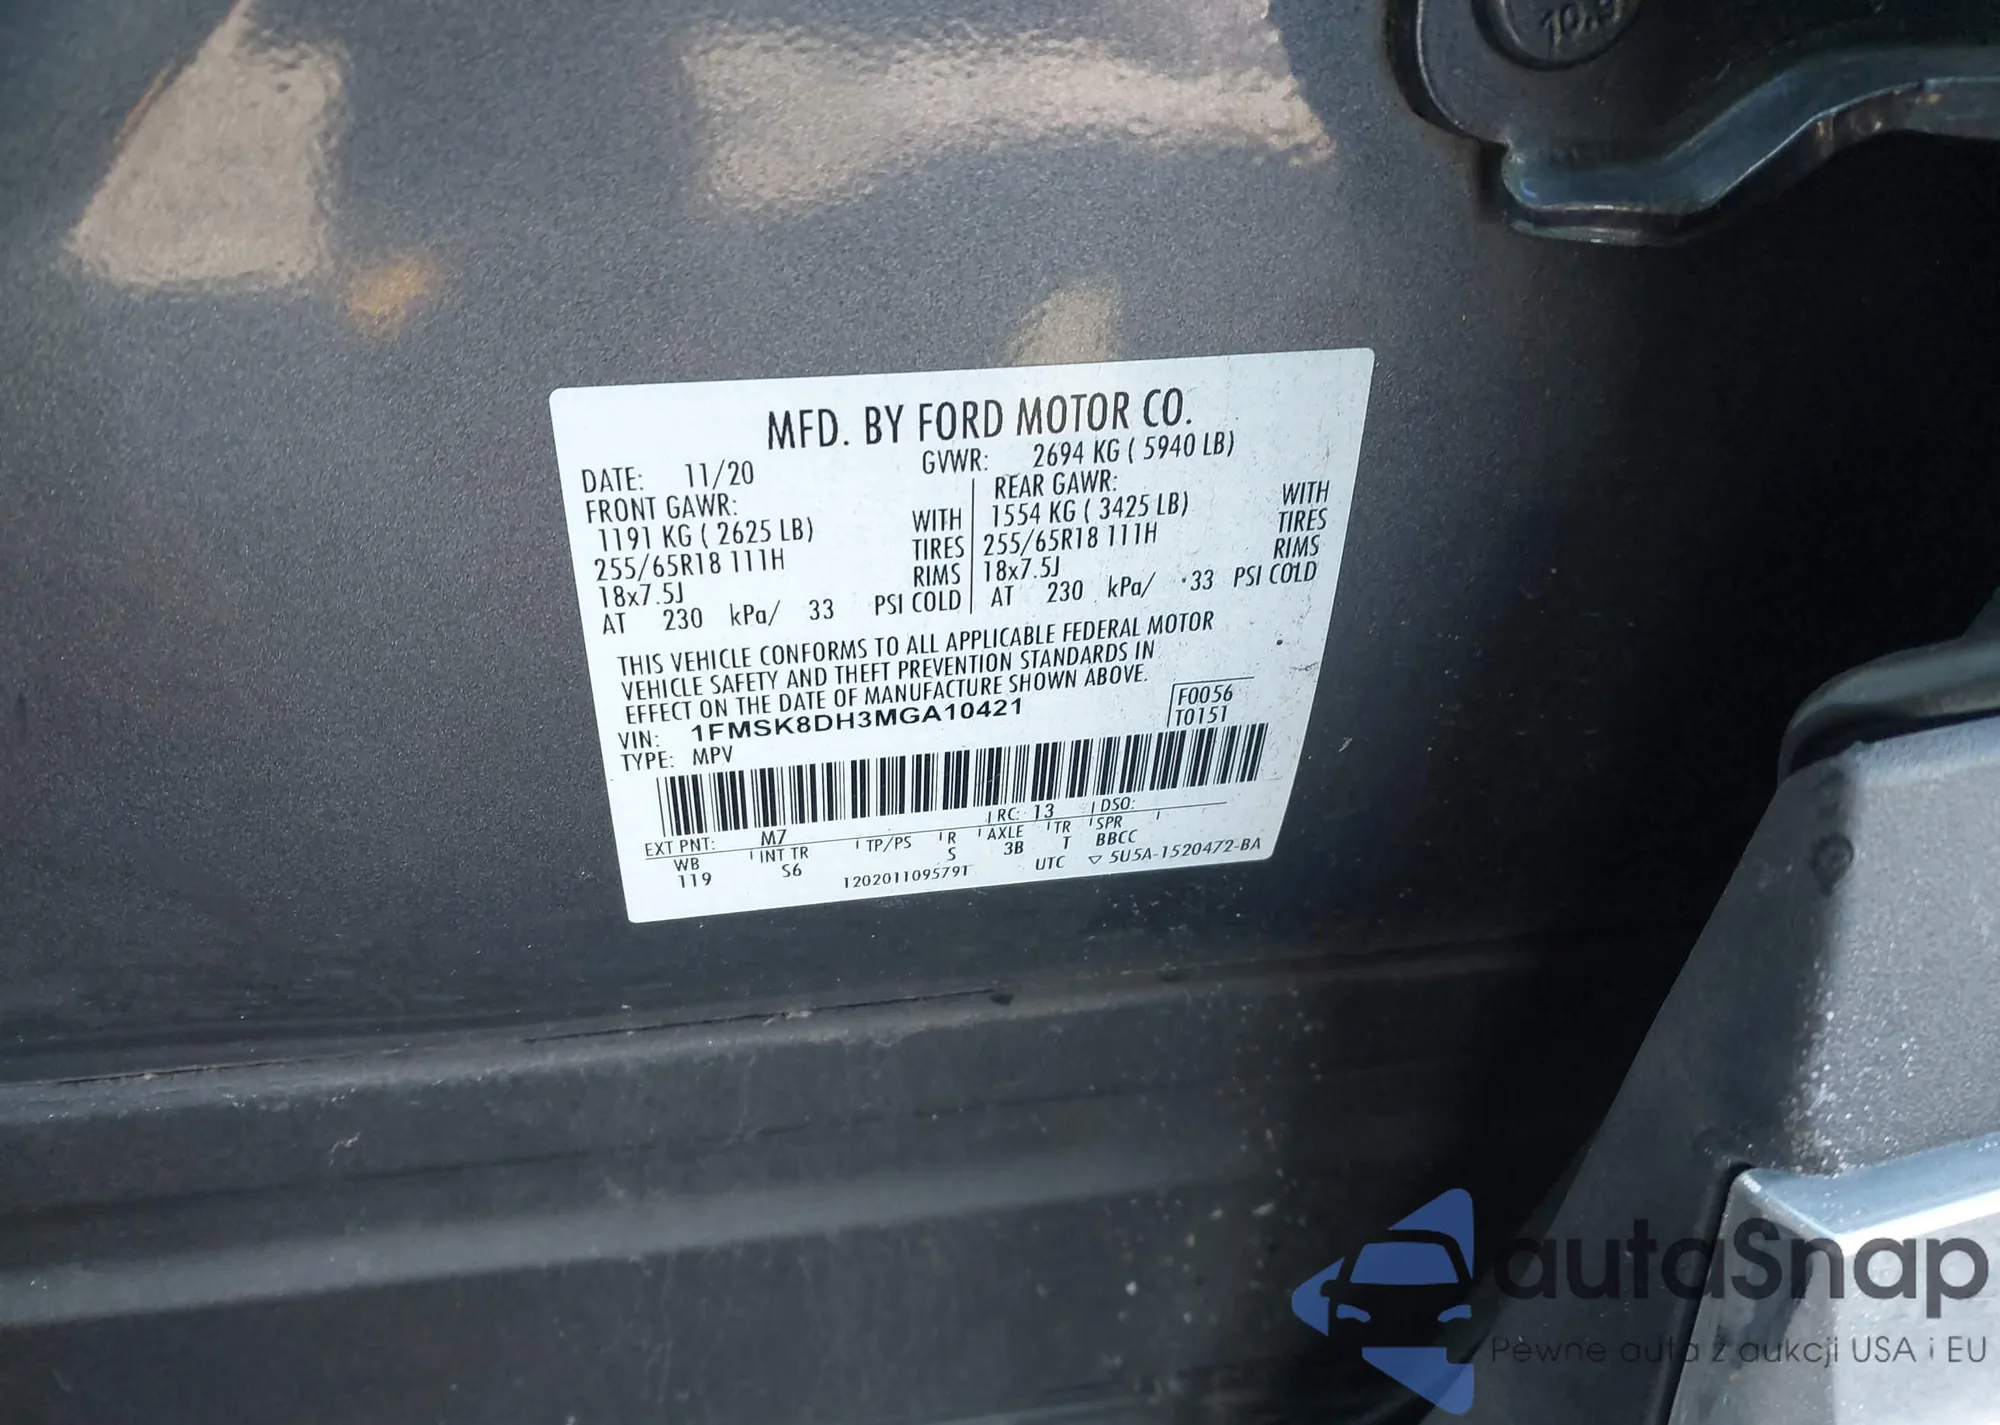 10.9
MFD. BY FORD MOTOR CO.
DATE: 11/20 GVWR: 2694 KG ( 5940 LB)
FRONT GAWR: REAR GAWR:
1191 KG ( 2625 LB) WITH 1554 KG ( 3425 LB) WITH
255/65R18 111H TIRES 255/65R18 111H TIRES
18x7.5J RIMS 18x7.5J RIMS
AT 230 kPa/ 33 PSI COLD AT 230 kPa/ 33 PSI COLD
THIS VEHICLE CONFORMS TO ALL APPLICABLE FEDERAL MOTOR
VEHICLE SAFETY AND THEFT PREVENTION STANDARDS IN
EFFECT ON THE DATE OF MANUFACTURE SHOWN ABOVE.
VIN: 1FMSK8DH3MGA10421 F0056
TYPE: MPV T0151
EXT PNT: M7 RC: 13 DSO:
WB INT TR TP/PS R AXLE TR SPR
119 S6 S 3B T BBCC
1202011095791 UTC ▽ 5U5A-1520472-BA
autaSnap
Pewne auta z aukcji USA i EU